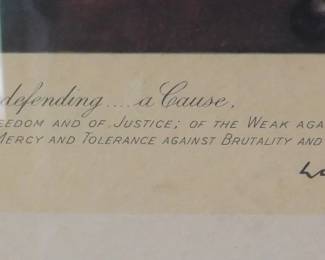 defending .... a Cause,
EEDOM AND OF JUSTICE; OF THE WEAK AGA
MERCY AND TOLERANCE AGAINST BRUTALITY AND